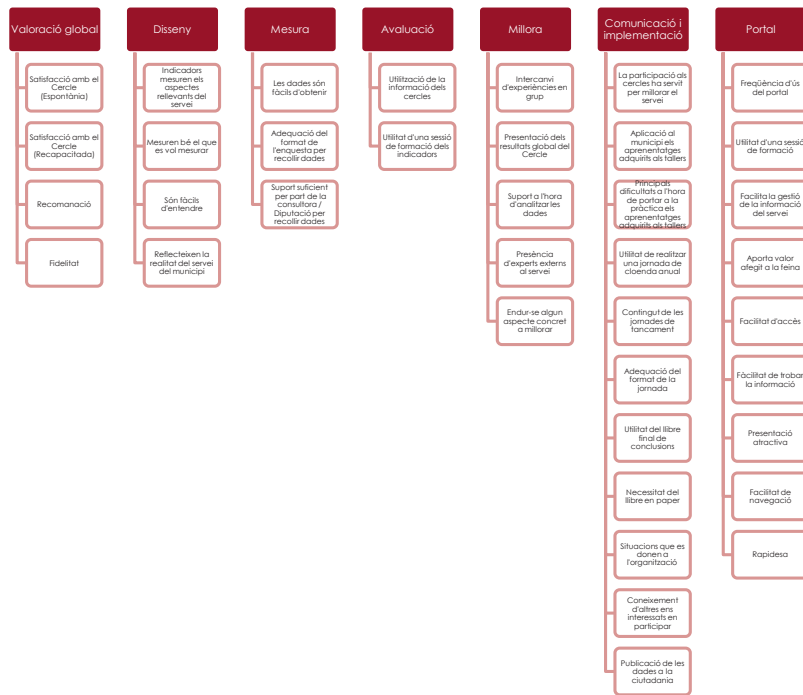 Valoració global
Satisfacció amb el
Cercle
(Espontània)
Satisfacció amb el
Cercle
(Recapacitada)
Recomanació
Fidelitat
Disseny
Indicadors
mesuren els
aspectes
rellevants del
servei
Mesuren bé el que
es vol mesurar
Són fàcils
d'entendre
Reflecteixen la
realitat del servei
del municipi
Mesura
Les dades són
fàcils d'obtenir
Adequació del
format de
l'enquesta per
recollir dades
Suport suficient
per part de la
consultora /
Diputació per
recollir dades
Avaluació
Utilització de la
informació dels
cercles
Utilitat d'una sessió
de formació dels
indicadors
Millora
Intercanvi
d'experiències en
grup
Presentació dels
resultats global del
Cercle
Suport a l'hora
d'analitzar les
dades
Presència
d'experts externs
al servei
Endur-se algun
aspecte concret
a millorar
Comunicació i
implementació
La participació als
cercles ha servit
per millorar el
servei
Aplicació al
municipi els
aprenentatges
adquirits als tallers
Principals
dificultats a l'hora
de portar a la
pràctica els
aprenentatges
adquirits als tallers
Utilitat de realitzar
una jornada de
cloenda anual
Contingut de les
jornades de
tancament
Adequació del
format de la
jornada
Utilitat del llibre
final de
conclusions
Necessitat del
llibre en paper
Situacions que es
donen a
l'organització
Coneixement
d'altres ens
interessats en
participar
Publicació de les
dades a la
ciutadania
Portal
Freqüència d'ús
del portal
Utilitat d'una sessió
de formació
Facilita la gestió
de la informació
del servei
Aporta valor
afegit a la feina
Facilitat d'accés
Fàcilitat de trobar
la informació
Presentació
atractiva
Facilitat de
navegació
Rapidesa